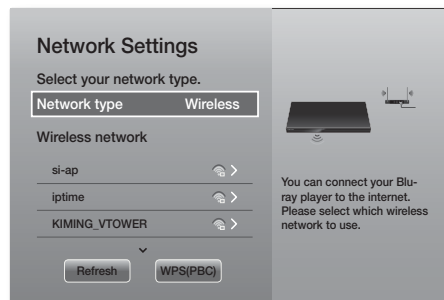 Network Settings
Select your network type.
Network type Wireless
Wireless network
si-ap
iptime
KIMING_VTOWER
Refresh WPS(PBC)
You can connect your Blu-
ray player to the internet.
Please select which wireless
network to use.